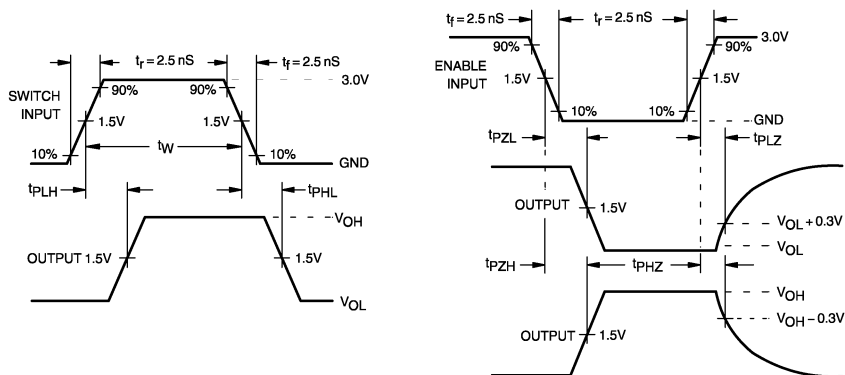 tr = 2.5 nS
tf = 2.5 nS
3.0V
90%
90%
SWITCH
INPUT
1.5V
1.5V
tW
10%
10%
GND
tPLH
tPHL
VOH
OUTPUT 1.5V
1.5V
VOL
tf = 2.5 nS
tr = 2.5 nS
3.0V
90%
90%
ENABLE
INPUT
1.5V
1.5V
10%
10%
GND
tPZL
tPLZ
OUTPUT
1.5V
VOL + 0.3V
VOL
tPZH
tPHZ
VOH
VOH – 0.3V
OUTPUT
1.5V